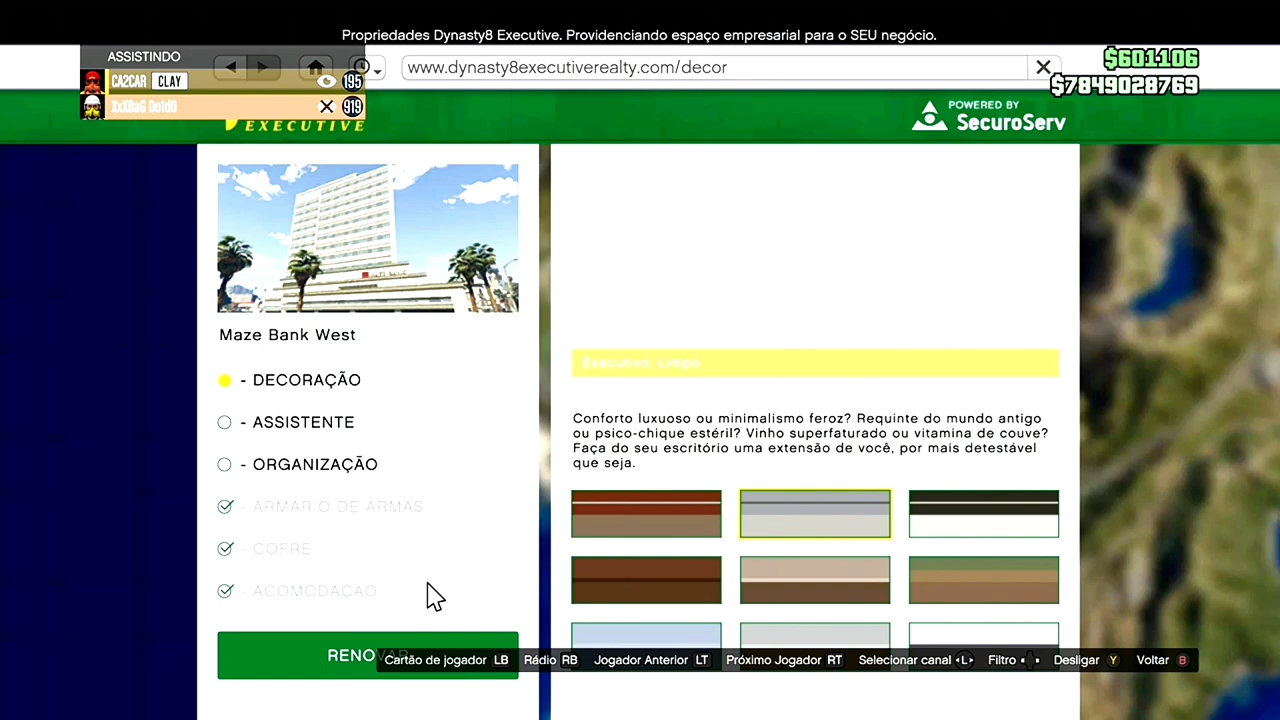 Propriedades Dynasty8 Executive. Providenciando espaço empresarial para o SEU negócio.
ASSISTINDO
CA2CAR CLAY 195
919
www.dynasty8executiverealty.com/decor
$601106
$7849028769
EXECUTIVE
POWERED BY
SecuroServ
Maze Bank West
- DECORAÇÃO
- ASSISTENTE
- ORGANIZAÇÃO
- ARMARIO DE ARMAS
- COFRE
- ACOMODACAO
Executivo: Limpo
Conforto luxuoso ou minimalismo feroz? Requinte do mundo antigo
ou psico-chique estéril? Vinho superfaturado ou vitamina de couve?
Faça do seu escritório uma extensão de você, por mais detestável
que seja.
RENOVAR
Cartão de jogador LB Rádio RB Jogador Anterior LT Próximo Jogador RT Selecionar canal L Filtro Desligar Y Voltar B